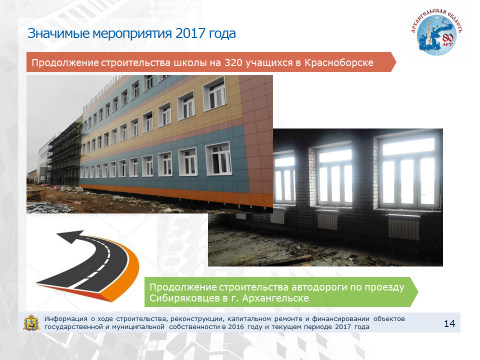 Значимые мероприятия 2017 года
АРХАНГЕЛЬСКАЯ ОБЛАСТЬ
80
ЛЕТ
Продолжение строительства школы на 320 учащихся в Красноборске
Продолжение строительства автодороги по проезду
Сибиряковцев в г. Архангельске
Информация о ходе строительства, реконструкции, капитальном ремонте и финансировании объектов
государственной и муниципальной собственности в 2016 году и текущем периоде 2017 года
14